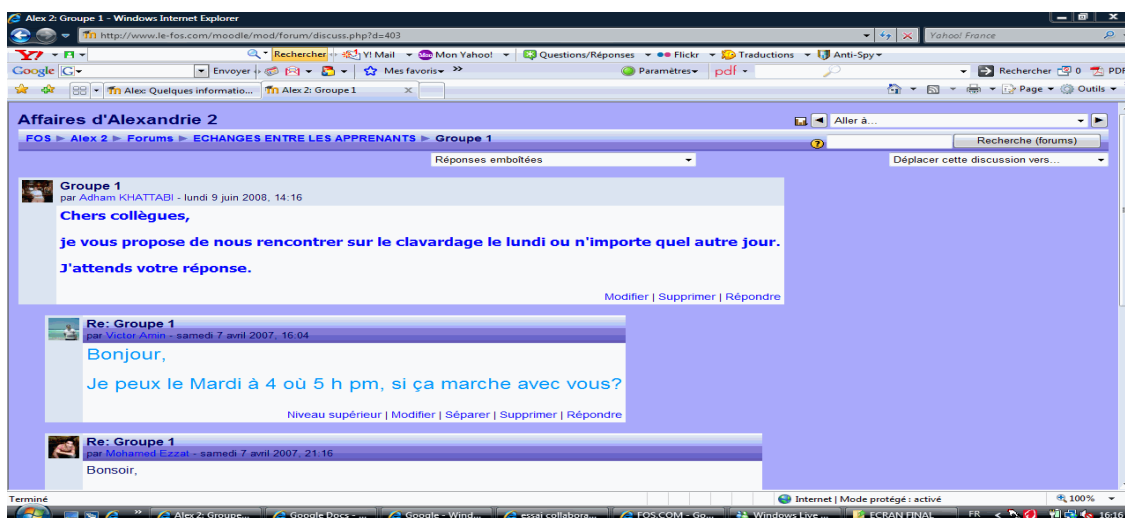 Alex 2: Groupe 1 - Windows Internet Explorer
http://www.le-fos.com/moodle/mod/forum/discuss.php?d=403
Yahoo! France
Y! Rechercher Y! Mail Mon Yahoo! Questions/Réponses Flickr Traductions Anti-Spy
Google G Envoyer Mes favoris » Paramètres pdf Rechercher 0 PDF
Alex: Quelques informatio... Alex 2: Groupe 1 Page Outils
Affaires d'Alexandrie 2
Aller à...
FOS ► Alex 2 ► Forums ► ECHANGES ENTRE LES APPRENANTS ► Groupe 1
Recherche (forums)
Réponses emboîtées
Déplacer cette discussion vers...
Groupe 1
par Adham KHATTABI - lundi 9 juin 2008, 14:16
Chers collègues,
je vous propose de nous rencontrer sur le clavardage le lundi ou n'importe quel autre jour.
J'attends votre réponse.
Modifier | Supprimer | Répondre
Re: Groupe 1
par Victor Amin - samedi 7 avril 2007, 16:04
Bonjour,
Je peux le Mardi à 4 où 5 h pm, si ça marche avec vous?
Niveau supérieur | Modifier | Séparer | Supprimer | Répondre
Re: Groupe 1
par Mohamed Ezzat - samedi 7 avril 2007, 21:16
Bonsoir,
Terminé
Internet | Mode protégé : activé
100%
Alex 2: Groupe... Google Docs - ... Google - Wind... essai collabora... FOS.COM - Go... Windows Live ... ECRAN FINAL FR < 16:16